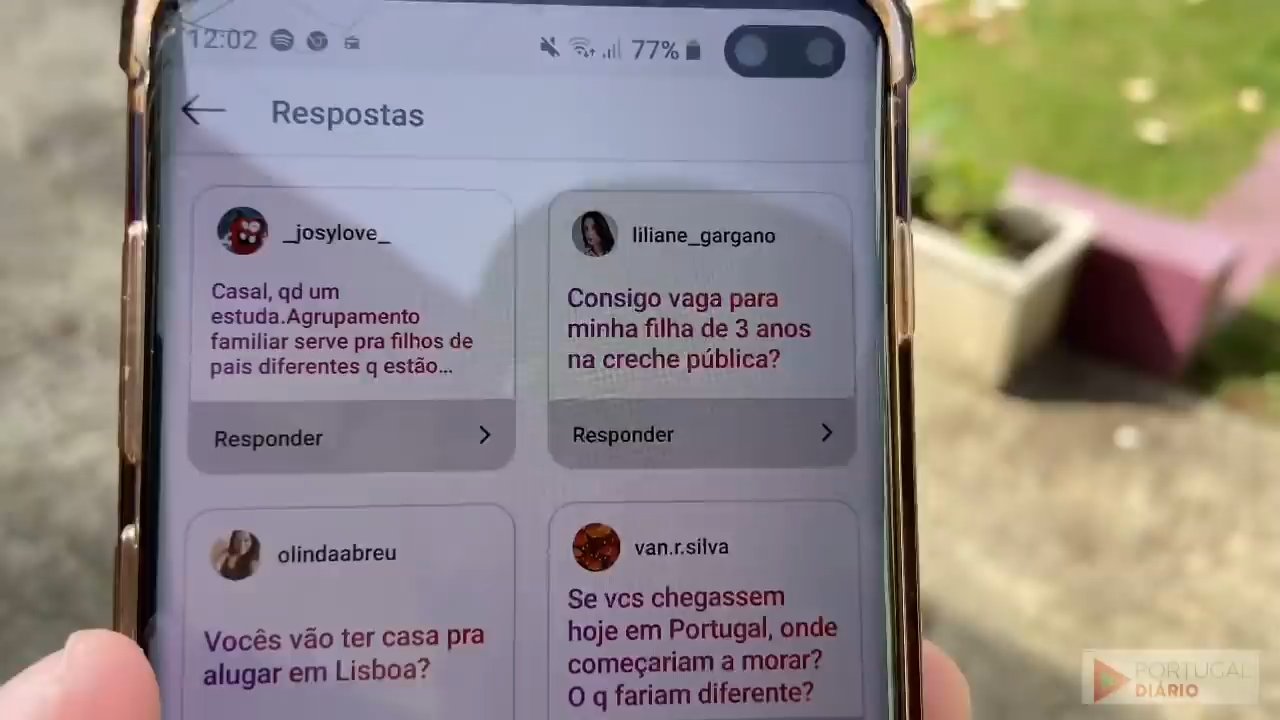 12:02
77%
Respostas
_josylove_
Casal, qd um
estuda.Agrupamento
familiar serve pra filhos de
pais diferentes q estão...
Responder
liliane_gargano
Consigo vaga para
minha filha de 3 anos
na creche pública?
Responder
olindaabreu
Vocês vão ter casa pra
alugar em Lisboa?
van.r.silva
Se vcs chegassem
hoje em Portugal, onde
começariam a morar?
O q fariam diferente?
PORTUGAL
DIÁRIO